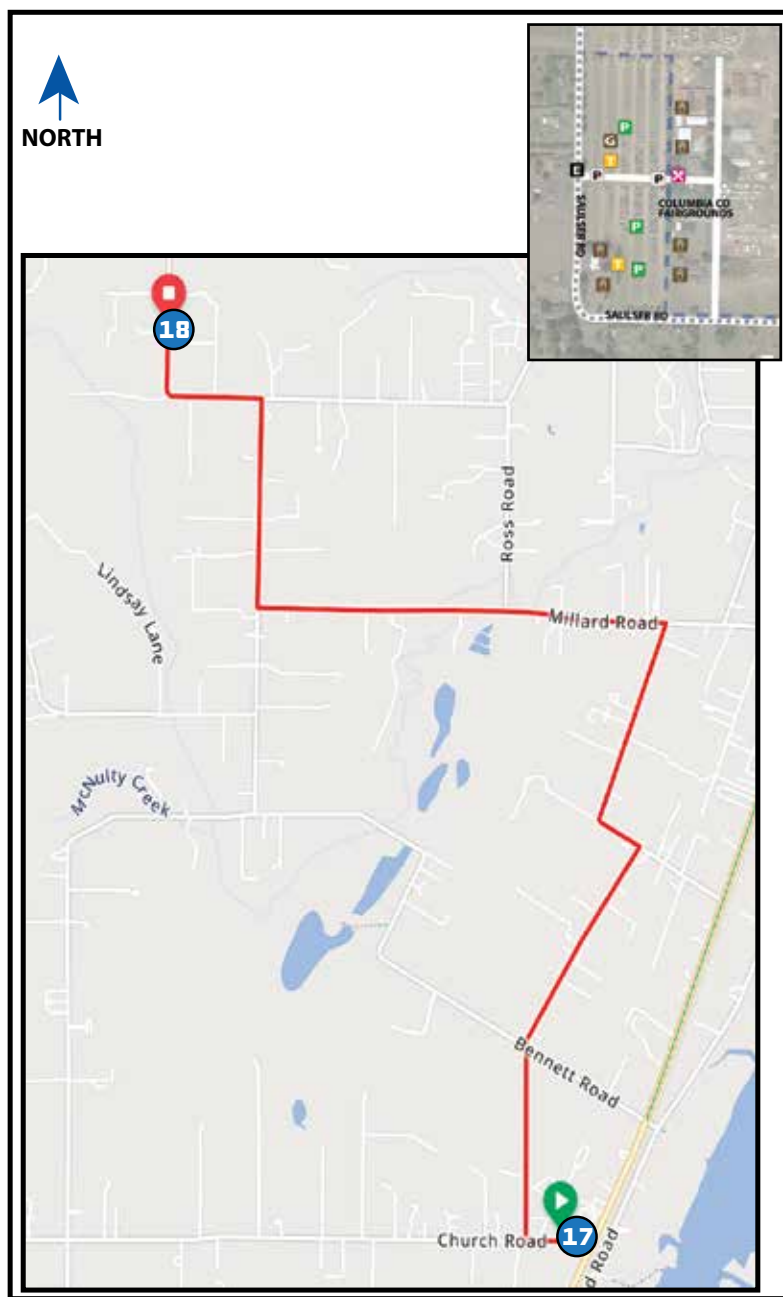 NORTH
P
G
T
E
P
P
SAULSER RD
COLUMBIA CO
FAIRGROUNDS
P
T
P
SAULSER RD
18
Ross Road
Lindsay Lane
Millard Road
McNulty Creek
Bennett Road
Church Road
17
d Road